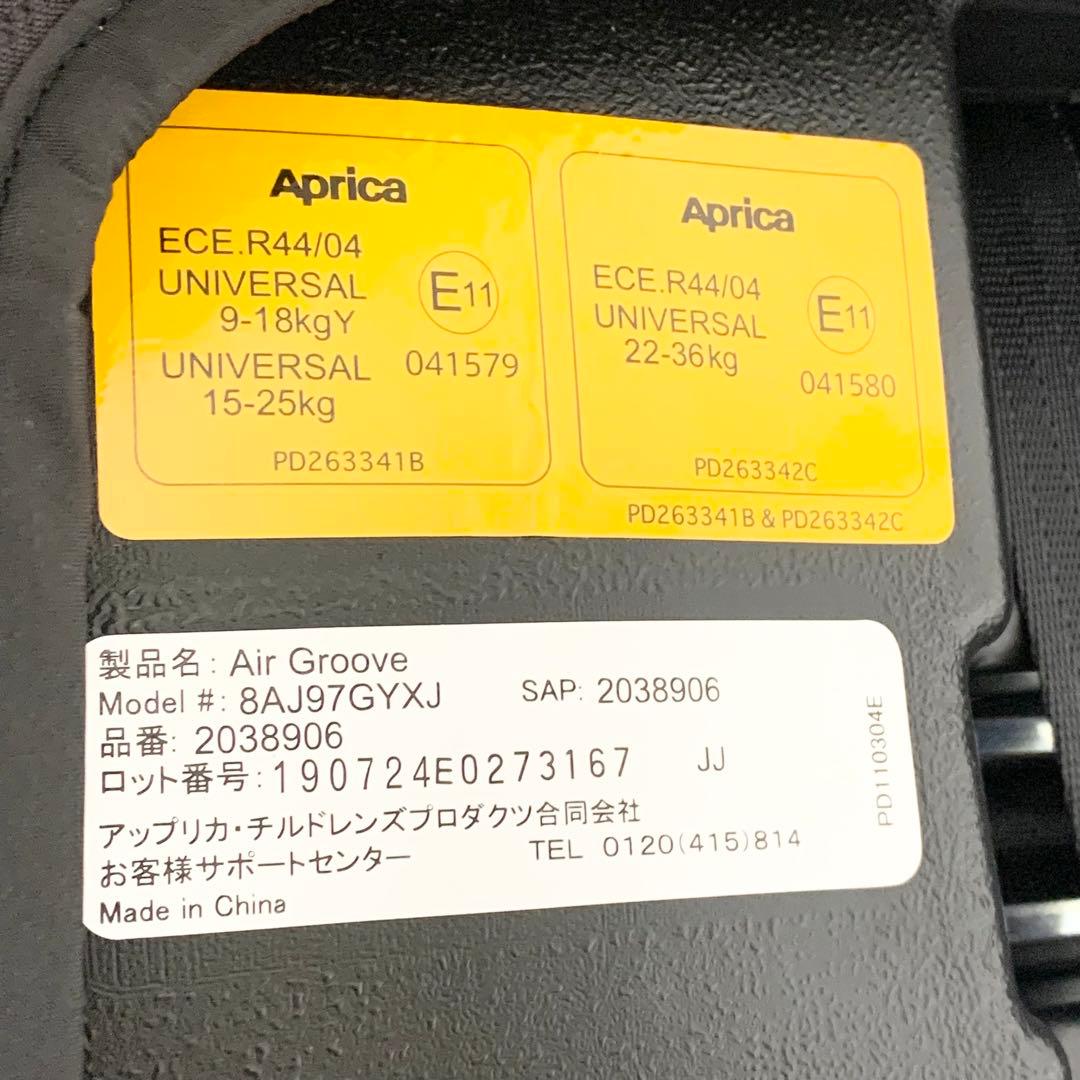 Aprica
ECE.R44/04
UNIVERSAL
9-18kgY
UNIVERSAL
15-25kg
E11
041579
PD263341B
Aprica
ECE.R44/04
UNIVERSAL
22-36kg
E11
041580
PD263342C
PD263341B & PD263342C
製品名: Air Groove
Model #: 8AJ97GYXJ SAP: 2038906
品番: 2038906
ロット番号:190724E0273167 JJ
アップリカ・チルドレンズプロダクツ合同会社
お客様サポートセンター TEL 0120(415)814
Made in China
PD110304E